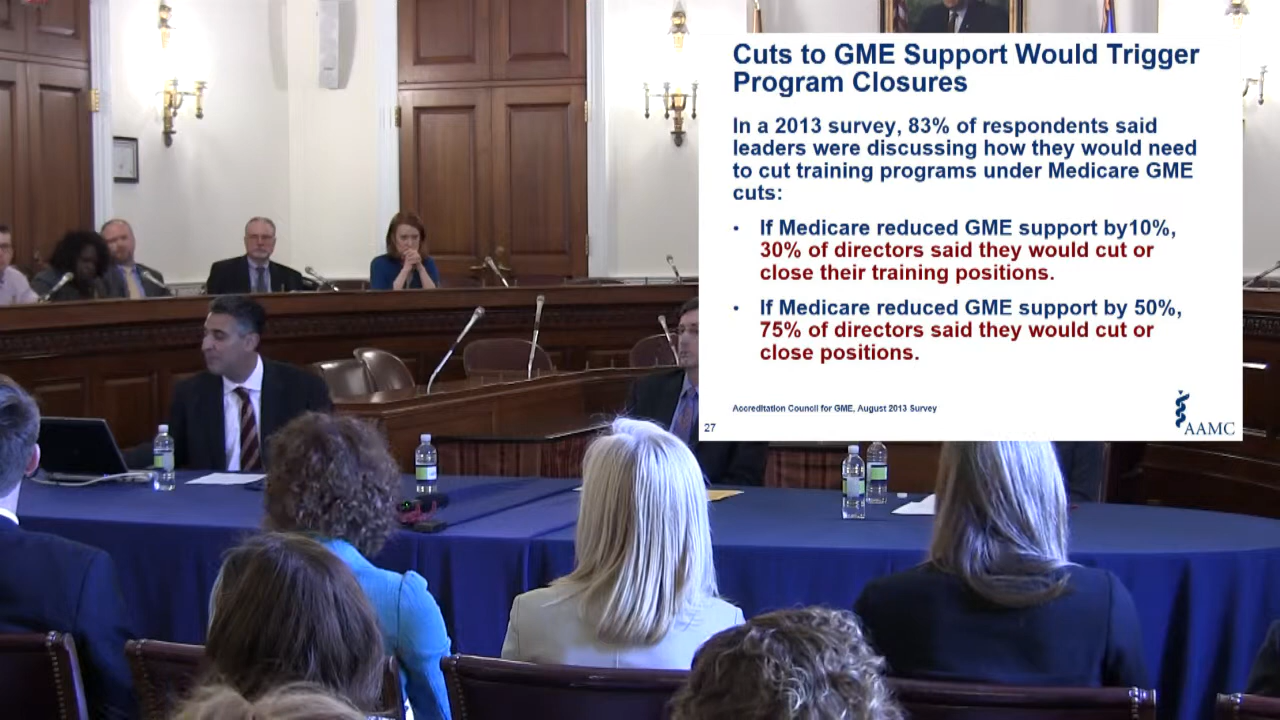 Cuts to GME Support Would Trigger
Program Closures
In a 2013 survey, 83% of respondents said
leaders were discussing how they would need
to cut training programs under Medicare GME
cuts:
• If Medicare reduced GME support by10%,
30% of directors said they would cut or
close their training positions.
• If Medicare reduced GME support by 50%,
75% of directors said they would cut or
close positions.
Accreditation Council for GME, August 2013 Survey
27
AAMC